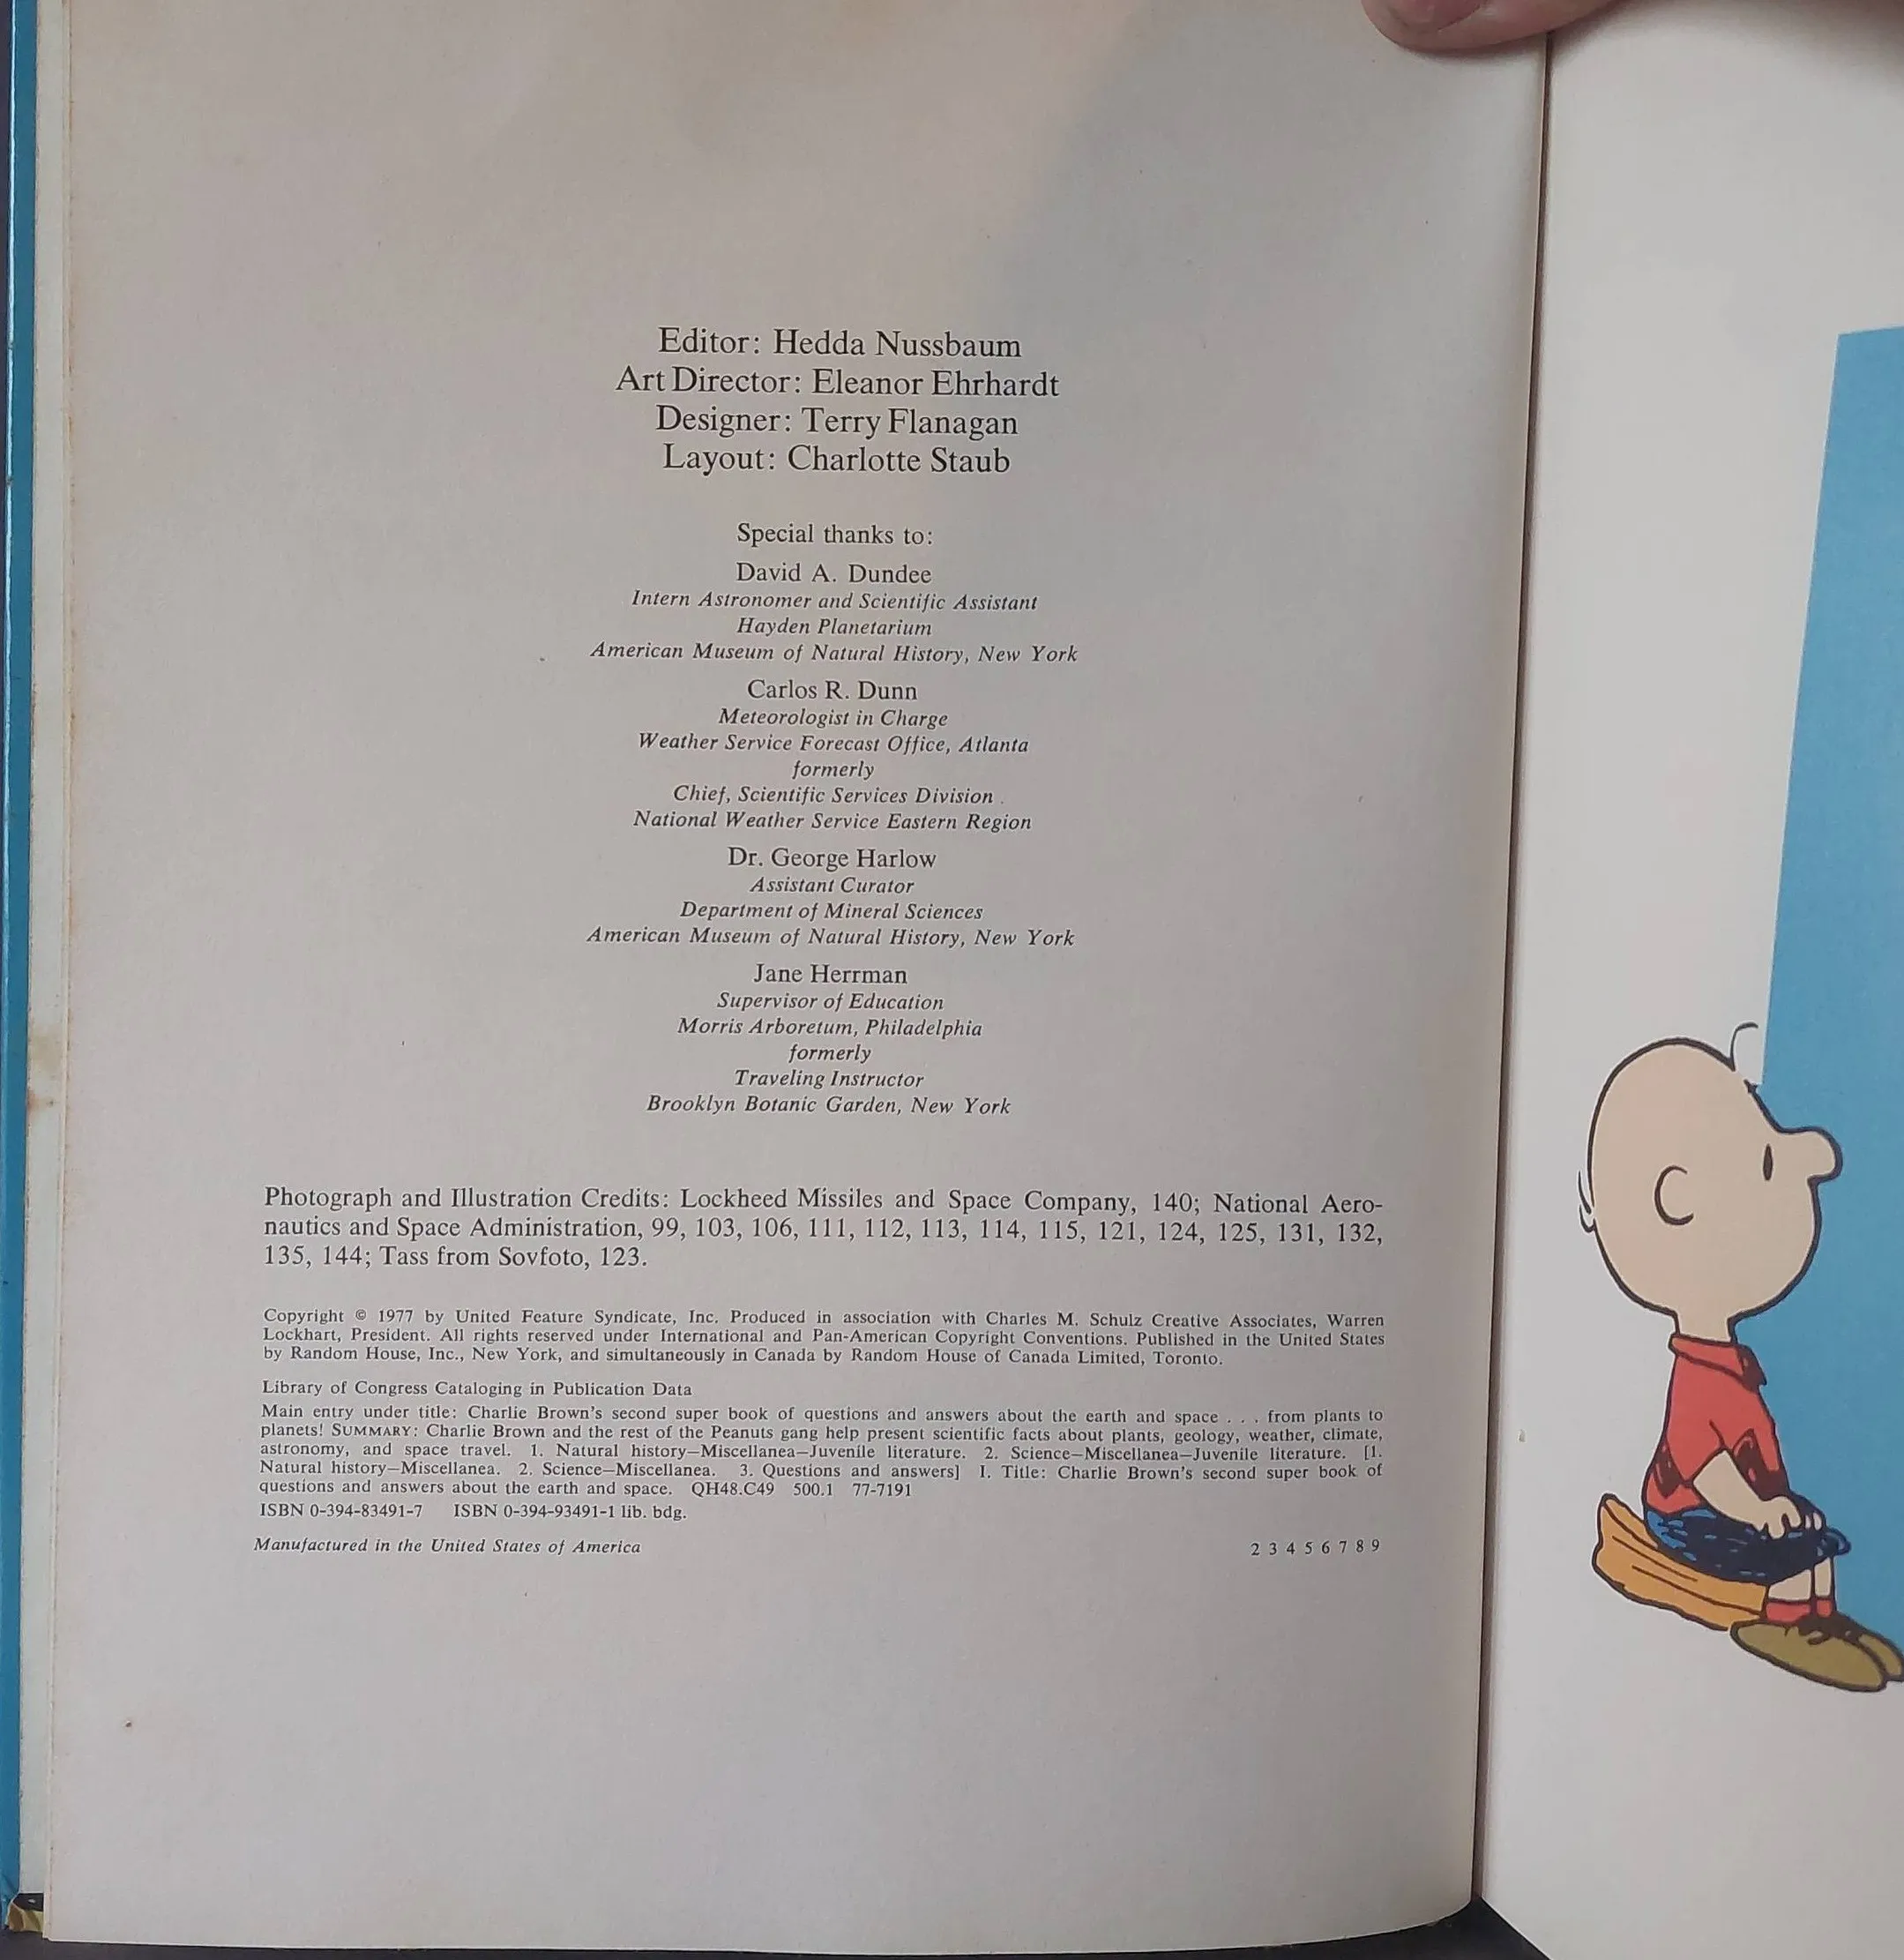 Editor: Hedda Nussbaum
Art Director: Eleanor Ehrhardt
Designer: Terry Flanagan
Layout: Charlotte Staub
Special thanks to:
David A. Dundee
Intern Astronomer and Scientific Assistant
Hayden Planetarium
American Museum of Natural History, New York
Carlos R. Dunn
Meteorologist in Charge
Weather Service Forecast Office, Atlanta
formerly
Chief, Scientific Services Division
National Weather Service Eastern Region
Dr. George Harlow
Assistant Curator
Department of Mineral Sciences
American Museum of Natural History, New York
Jane Herrman
Supervisor of Education
Morris Arboretum, Philadelphia
formerly
Traveling Instructor
Brooklyn Botanic Garden, New York
Photograph and Illustration Credits: Lockheed Missiles and Space Company, 140; National Aero-
nautics and Space Administration, 99, 103, 106, 111, 112, 113, 114, 115, 121, 124, 125, 131, 132,
135, 144; Tass from Sovfoto, 123.
Copyright © 1977 by United Feature Syndicate, Inc. Produced in association with Charles M. Schulz Creative Associates, Warren
Lockhart, President. All rights reserved under International and Pan-American Copyright Conventions. Published in the United States
by Random House, Inc., New York, and simultaneously in Canada by Random House of Canada Limited, Toronto.
Library of Congress Cataloging in Publication Data
Main entry under title: Charlie Brown's second super book of questions and answers about the earth and space . . . from plants to
planets! SUMMARY: Charlie Brown and the rest of the Peanuts gang help present scientific facts about plants, geology, weather, climate,
astronomy, and space travel. 1. Natural history—Miscellanea—Juvenile literature. 2. Science—Miscellanea—Juvenile literature. [1.
Natural history—Miscellanea. 2. Science—Miscellanea. 3. Questions and answers] I. Title: Charlie Brown's second super book of
questions and answers about the earth and space. QH48.C49 500.1 77-7191
ISBN 0-394-83491-7 ISBN 0-394-93491-1 lib. bdg.
Manufactured in the United States of America 2 3 4 5 6 7 8 9